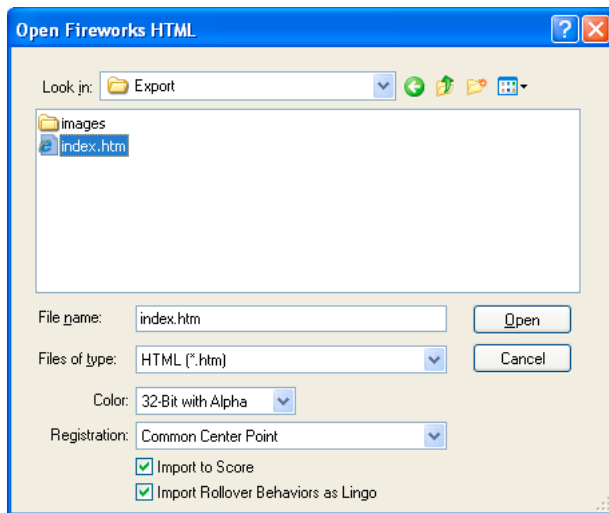 Open Fireworks HTML
Look in: Export
images
index.htm
File name: index.htm Open
Files of type: HTML (*.htm) Cancel
Color: 32-Bit with Alpha
Registration: Common Center Point
Import to Score
Import Rollover Behaviors as Lingo